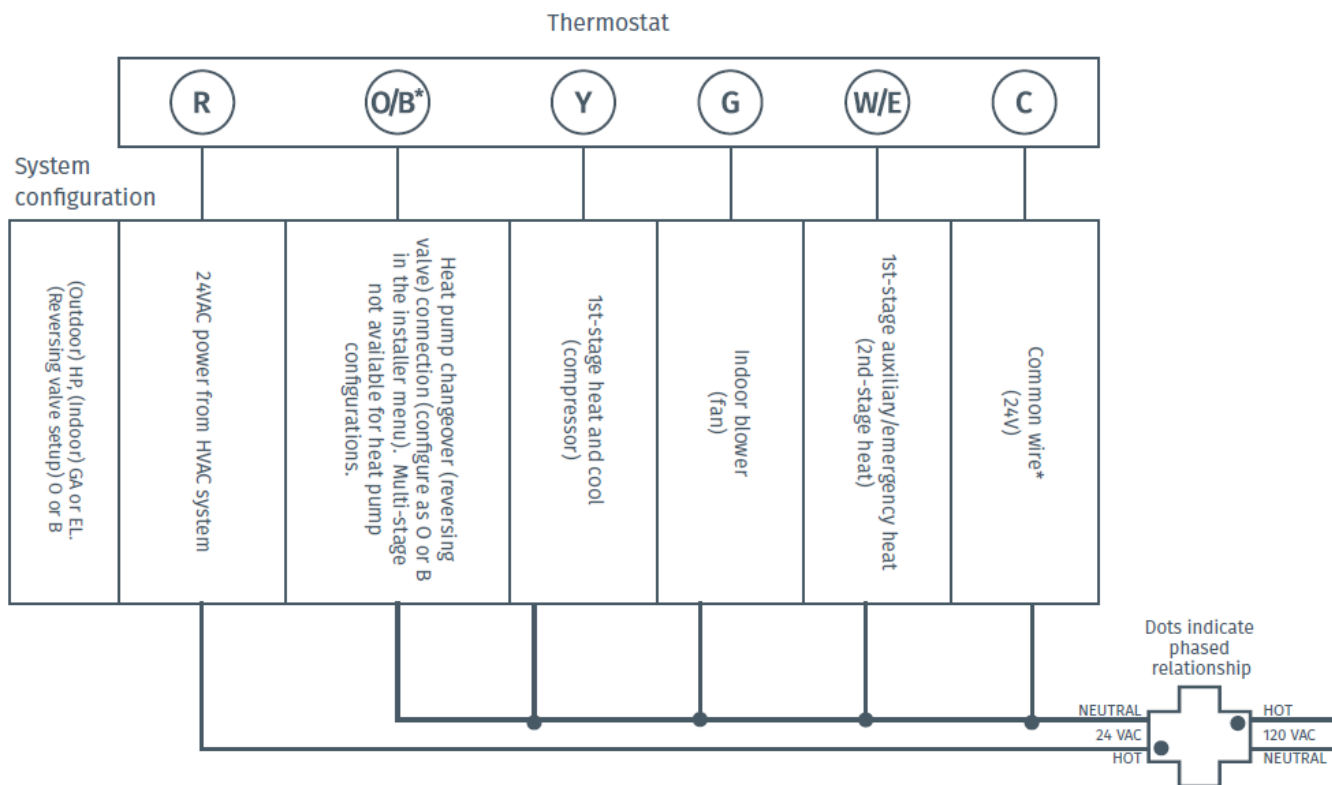 Thermostat
R
O/B*
Y
G
W/E
C
System
configuration
(Outdoor) HP, (Indoor) GA or EL.
(Reversing valve setup) O or B
24VAC power from HVAC system
Heat pump changeover (reversing
valve) connection (configure as O or B
in the installer menu). Multi-stage
not available for heat pump
configurations.
1st-stage heat and cool
(compressor)
Indoor blower
(fan)
1st-stage auxiliary/emergency heat
(2nd-stage heat)
Common wire*
(24V)
Dots indicate
phased
relationship
NEUTRAL
24 VAC
HOT
HOT
120 VAC
NEUTRAL